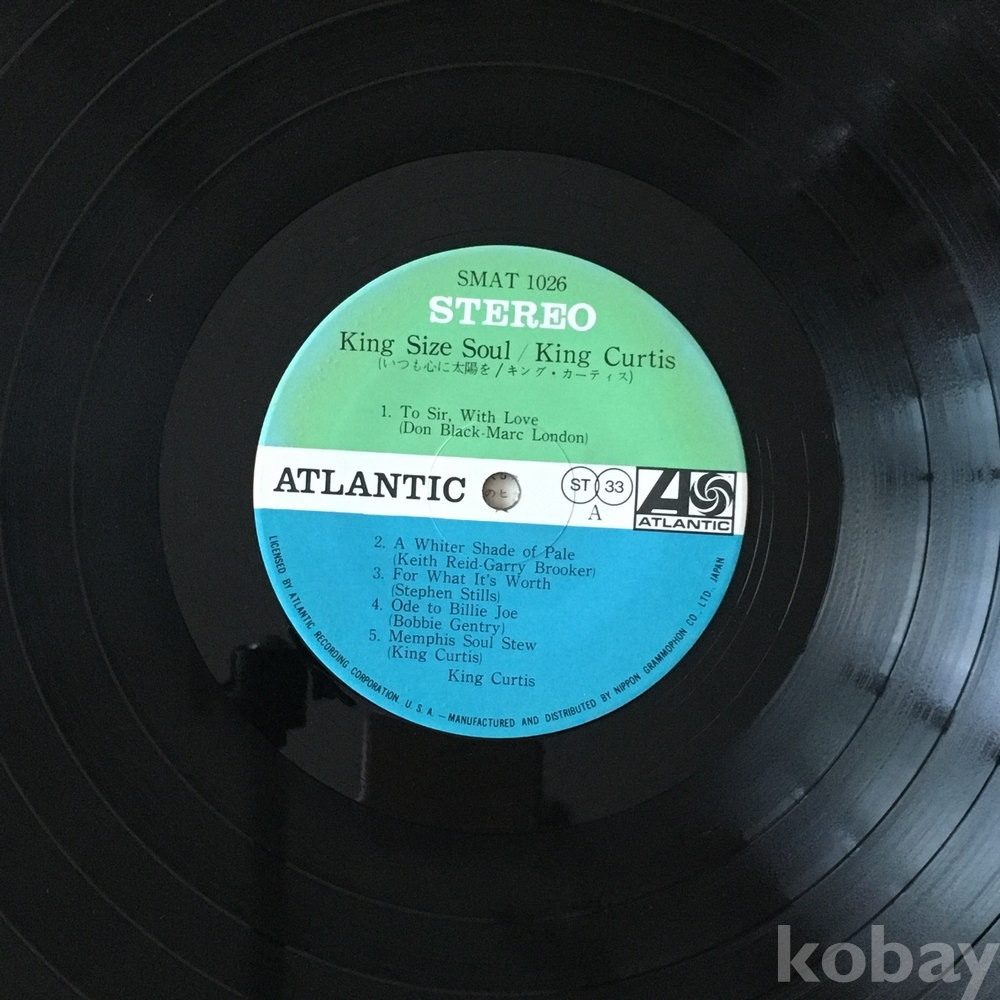 SMAT 1026
STEREO
King Size Soul / King Curtis
(いつも心に太陽を / キング・カーティス)
1. To Sir, With Love
(Don Black-Marc London)
ATLANTIC
ST 33
A
ATLANTIC
2. A Whiter Shade of Pale
(Keith Reid-Garry Brooker)
3. For What It's Worth
(Stephen Stills)
4. Ode to Billie Joe
(Bobbie Gentry)
5. Memphis Soul Stew
(King Curtis)
King Curtis
LICENSED BY ATLANTIC RECORDING CORPORATION, U. S. A. — MANUFACTURED AND DISTRIBUTED BY NIPPON GRAMMOPHON CO., LTD., JAPAN
kobay